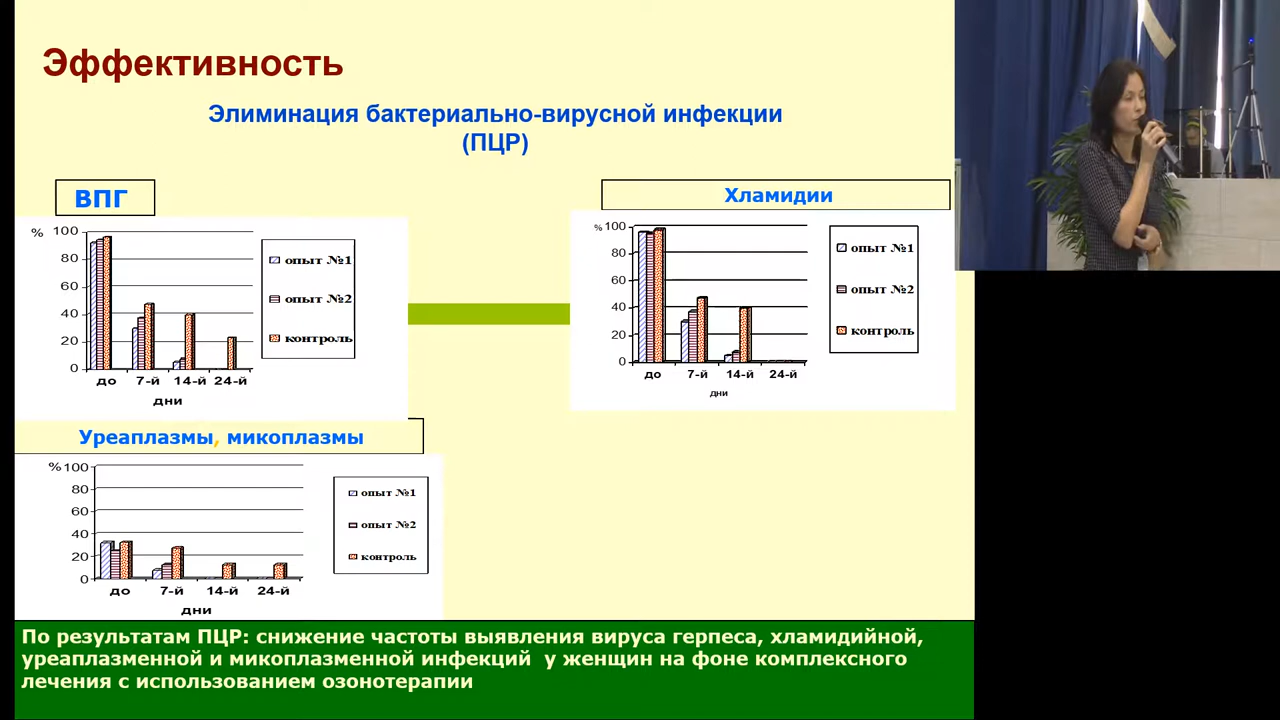 Эффективность
Элиминация бактериально-вирусной инфекции
(ПЦР)
ВПГ
%
100
80
60
40
20
0
до 7-й 14-й 24-й
дни
опыт №1
опыт №2
контроль
Хламидии
%
100
80
60
40
20
0
до 7-й 14-й 24-й
дни
опыт №1
опыт №2
контроль
Уреаплазмы, микоплазмы
%
100
80
60
40
20
0
до 7-й 14-й 24-й
дни
опыт №1
опыт №2
контроль
По результатам ПЦР: снижение частоты выявления вируса герпеса, хламидийной,
уреаплазменной и микоплазменной инфекций у женщин на фоне комплексного
лечения с использованием озонотерапии